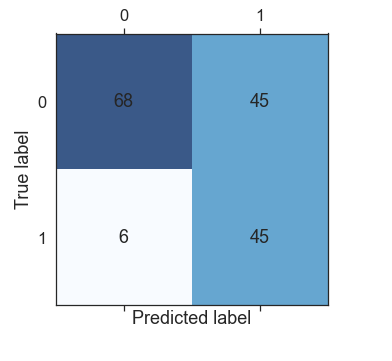 0 1
0 68 45
True label
1 6 45
Predicted label